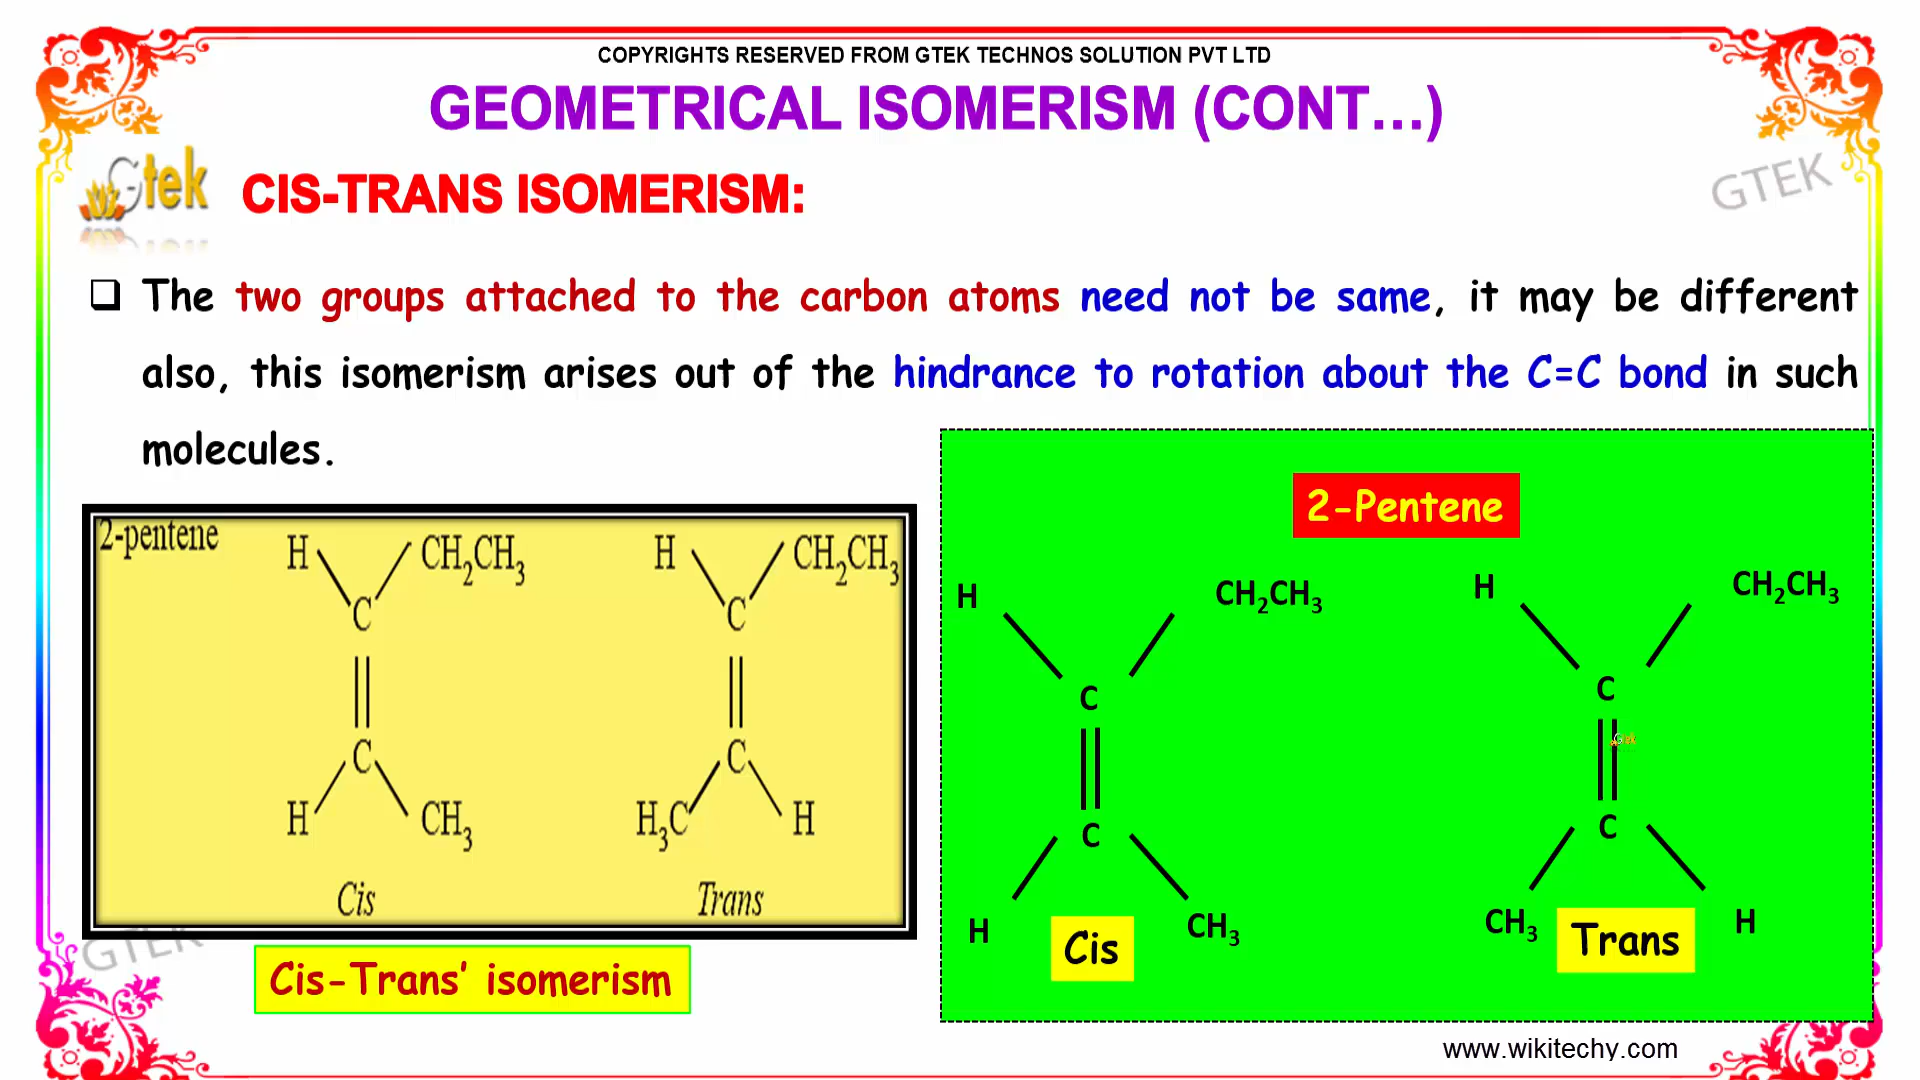 COPYRIGHTS RESERVED FROM GTEK TECHNOS SOLUTION PVT LTD
GEOMETRICAL ISOMERISM (CONT...)
Gtek
GTEK
CIS-TRANS ISOMERISM:
❑ The two groups attached to the carbon atoms need not be same, it may be different
also, this isomerism arises out of the hindrance to rotation about the C=C bond in such
molecules.
2-pentene
H CH₂CH₃ H CH₂CH₃
C C
C C
H CH₃ H₃C H
Cis Trans
GTEK
Cis-Trans’ isomerism
2-Pentene
H CH₂CH₃ H CH₂CH₃
C C
Gtek
C C
H CH₃ CH₃ H
Cis Trans
www.wikitechy.com